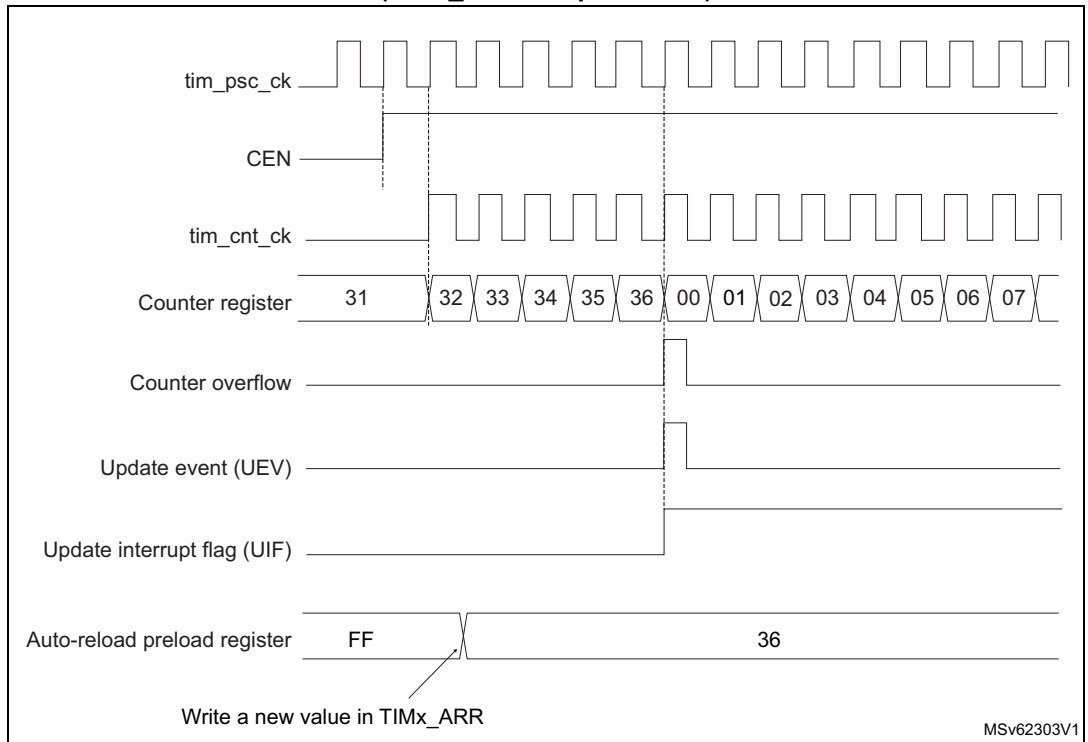 tim_psc_ck
CEN
tim_cnt_ck
Counter register 31 32 33 34 35 36 00 01 02 03 04 05 06 07
Counter overflow
Update event (UEV)
Update interrupt flag (UIF)
Auto-reload preload register FF 36
Write a new value in TIMx_ARR
MSv62303V1